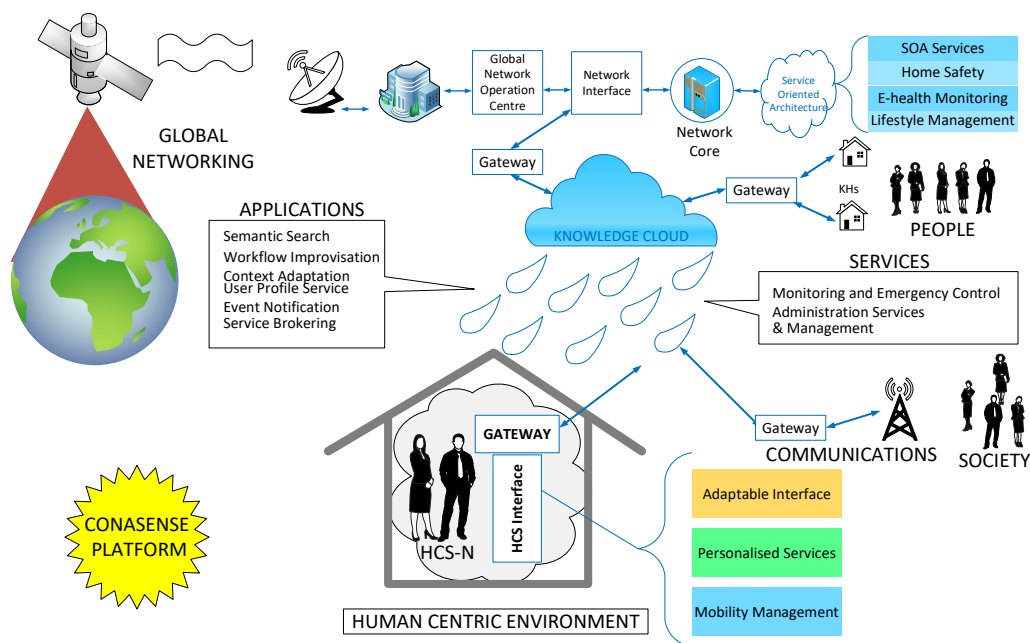 GLOBAL
NETWORKING
Global
Network
Operation
Centre
Network
Interface
Network
Core
Service
Oriented
Architecture
SOA Services
Home Safety
E-health Monitoring
Lifestyle Management
Gateway
KNOWLEDGE CLOUD
Gateway
KHs
PEOPLE
APPLICATIONS
Semantic Search
Workflow Improvisation
Context Adaptation
User Profile Service
Event Notification
Service Brokering
SERVICES
Monitoring and Emergency Control
Administration Services
& Management
GATEWAY
HCS Interface
HCS-N
Gateway
COMMUNICATIONS
SOCIETY
CONASENSE
PLATFORM
Adaptable Interface
Personalised Services
Mobility Management
HUMAN CENTRIC ENVIRONMENT